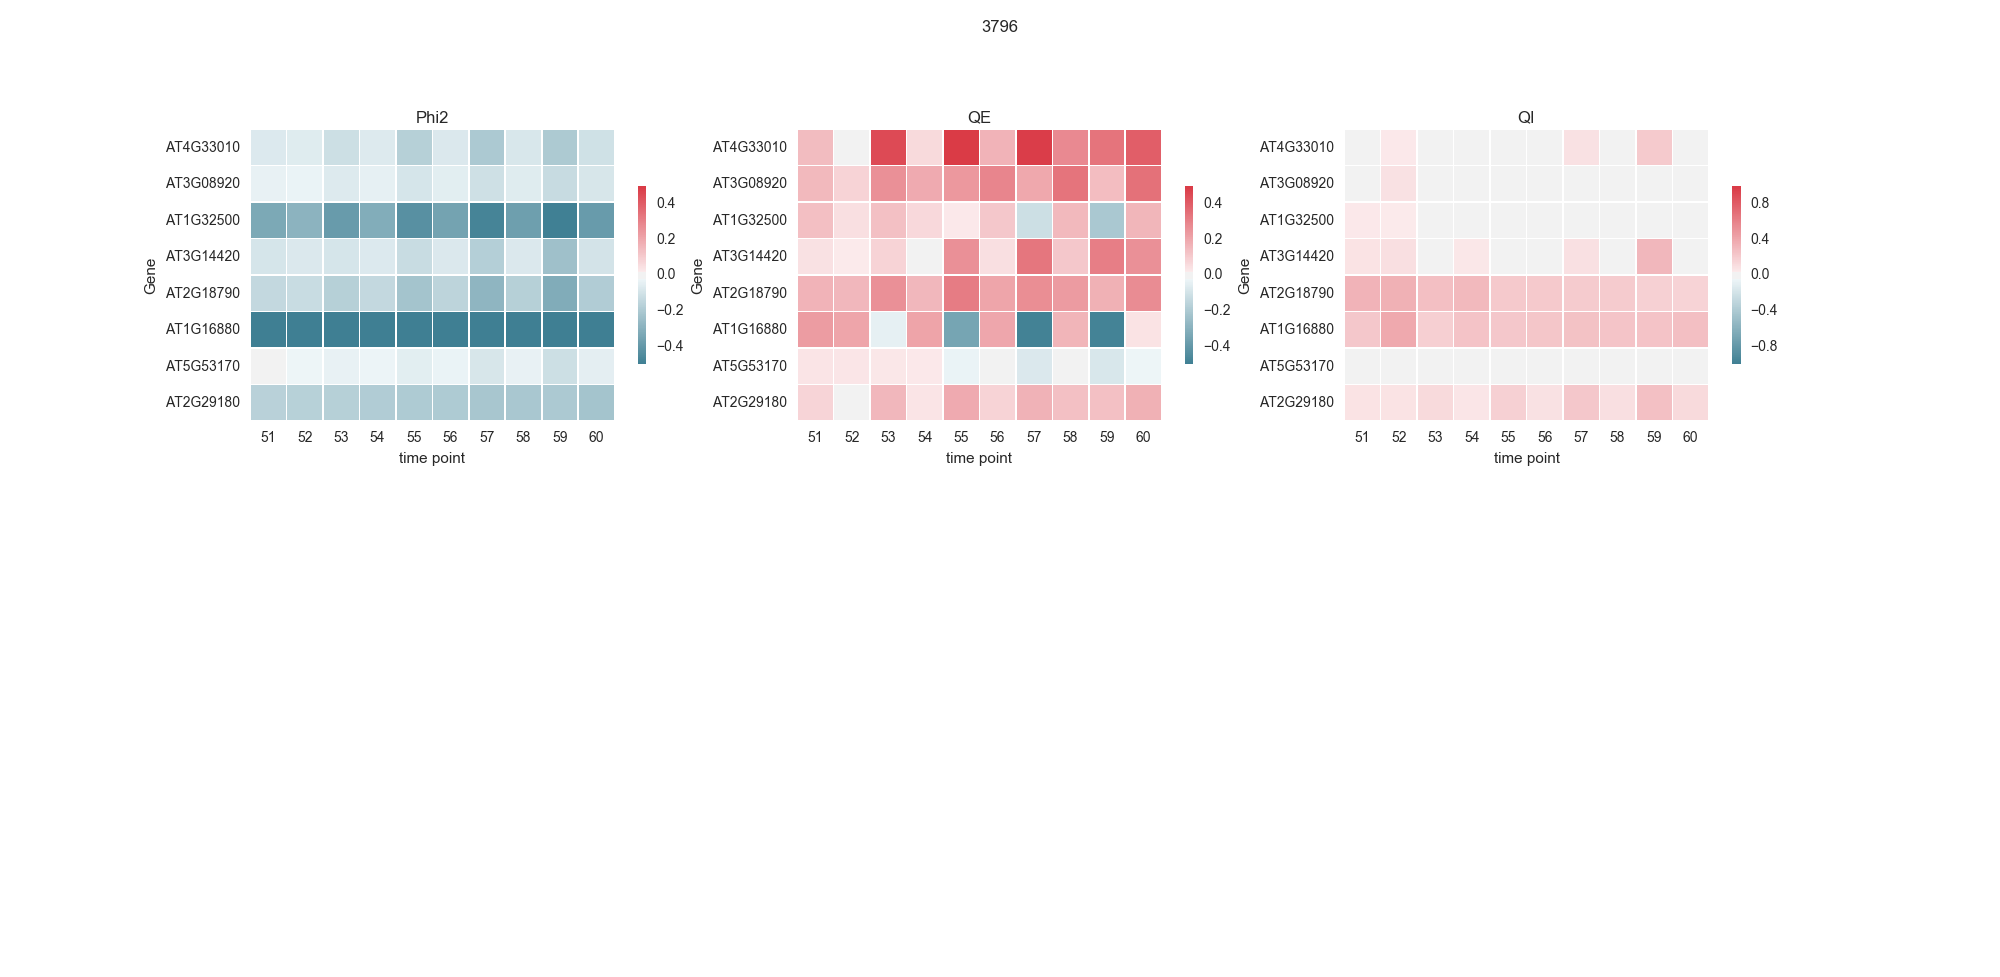 3796
Phi2
AT4G33010
AT3G08920
AT1G32500
AT3G14420
AT2G18790
AT1G16880
AT5G53170
AT2G29180
Gene
51 52 53 54 55 56 57 58 59 60
time point
0.4
0.2
0.0
−0.2
−0.4
QE
AT4G33010
AT3G08920
AT1G32500
AT3G14420
AT2G18790
AT1G16880
AT5G53170
AT2G29180
Gene
51 52 53 54 55 56 57 58 59 60
time point
0.4
0.2
0.0
−0.2
−0.4
QI
AT4G33010
AT3G08920
AT1G32500
AT3G14420
AT2G18790
AT1G16880
AT5G53170
AT2G29180
Gene
51 52 53 54 55 56 57 58 59 60
time point
0.8
0.4
0.0
−0.4
−0.8